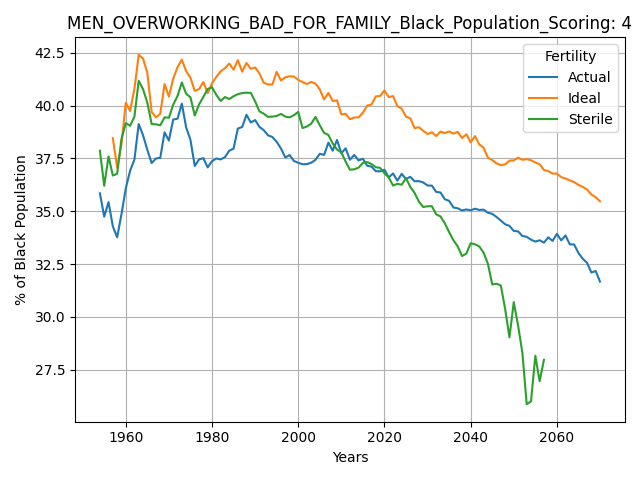 MEN_OVERWORKING_BAD_FOR_FAMILY_Black_Population_Scoring: 4
Fertility
Actual
Ideal
Sterile
% of Black Population
42.5
40.0
37.5
35.0
32.5
30.0
27.5
1960 1980 2000 2020 2040 2060
Years